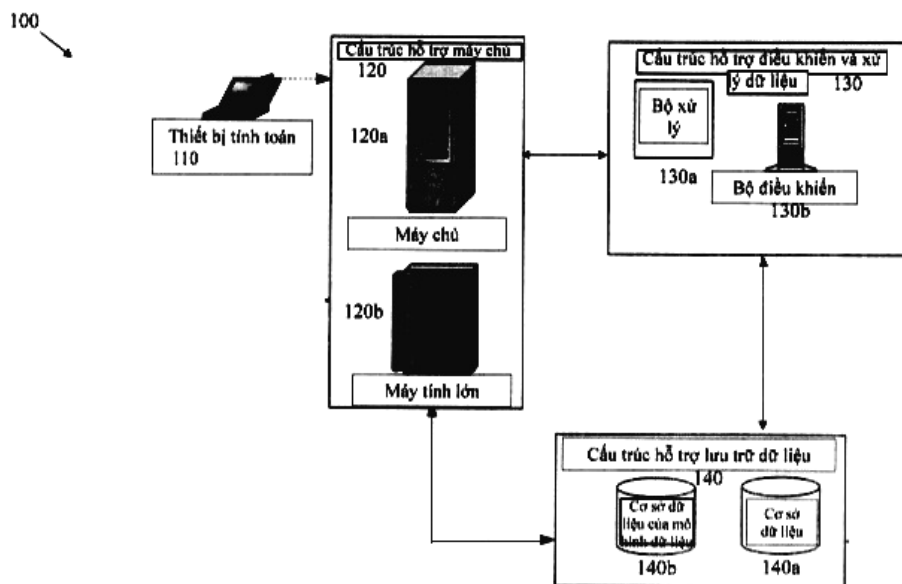 100
Cấu trúc hỗ trợ máy chủ
120
Thiết bị tính toán
110
120a
Máy chủ
120b
Máy tính lớn
Cấu trúc hỗ trợ điều khiển và xử
lý dữ liệu 130
Bộ xử
lý
130a
Bộ điều khiển
130b
Cấu trúc hỗ trợ lưu trữ dữ liệu
140
Cơ sở dữ
liệu của mô
hình dữ liệu
140b
Cơ sở
dữ liệu
140a